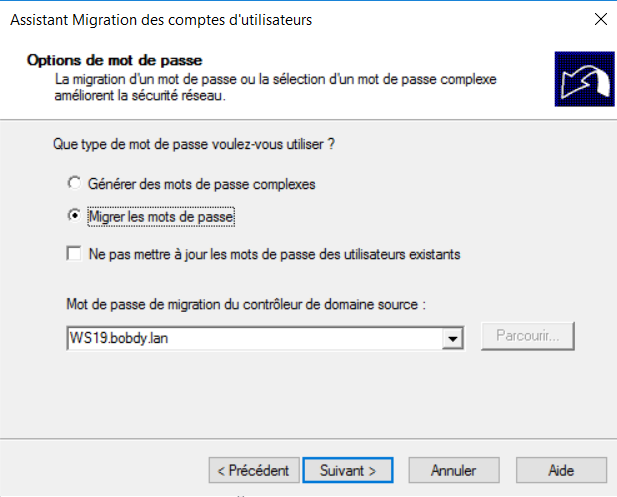 Assistant Migration des comptes d'utilisateurs
Options de mot de passe
La migration d'un mot de passe ou la sélection d'un mot de passe complexe
améliorent la sécurité réseau.
Que type de mot de passe voulez-vous utiliser ?
Générer des mots de passe complexes
Migrer les mots de passe
Ne pas mettre à jour les mots de passe des utilisateurs existants
Mot de passe de migration du contrôleur de domaine source :
WS19.bobdy.lan
Parcourir...
< Précédent
Suivant >
Annuler
Aide